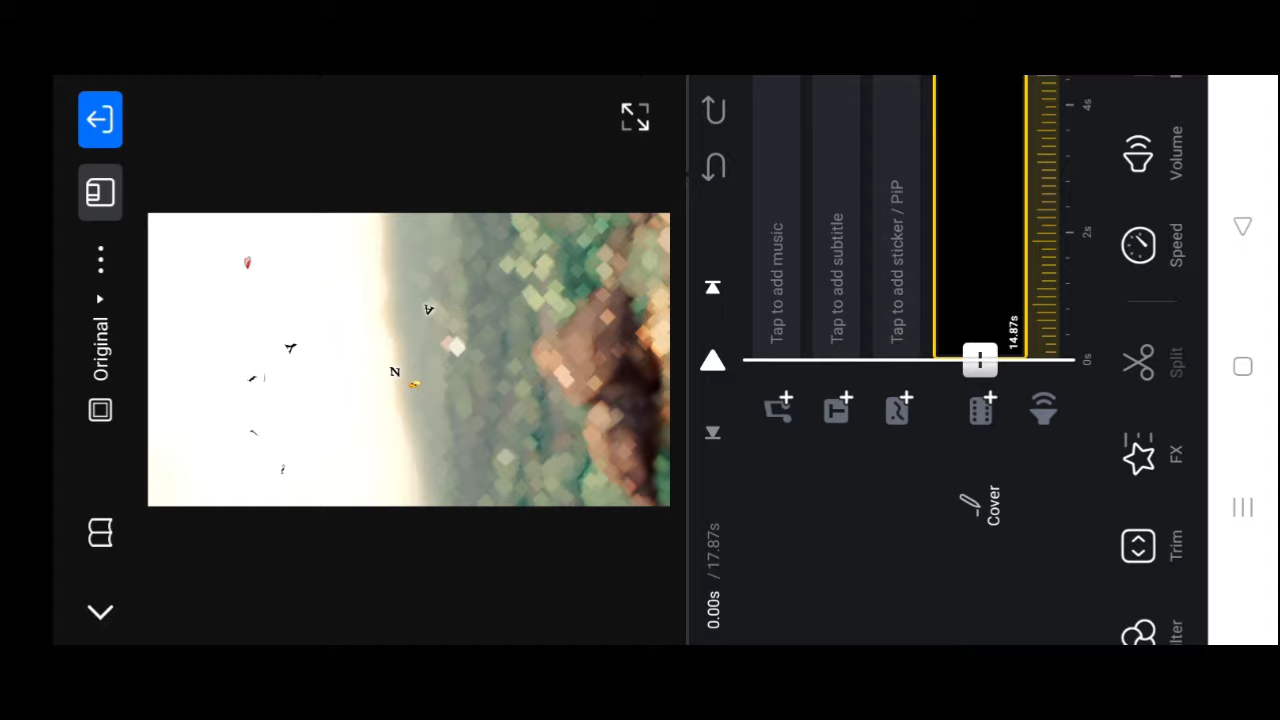 Original
A
N
0.00s / 17.87s
Tap to add music
Tap to add subtitle
Tap to add sticker / PiP
T
Cover
14.87s
0s
2s
4s
lter
Trim
FX
Split
Speed
Volume